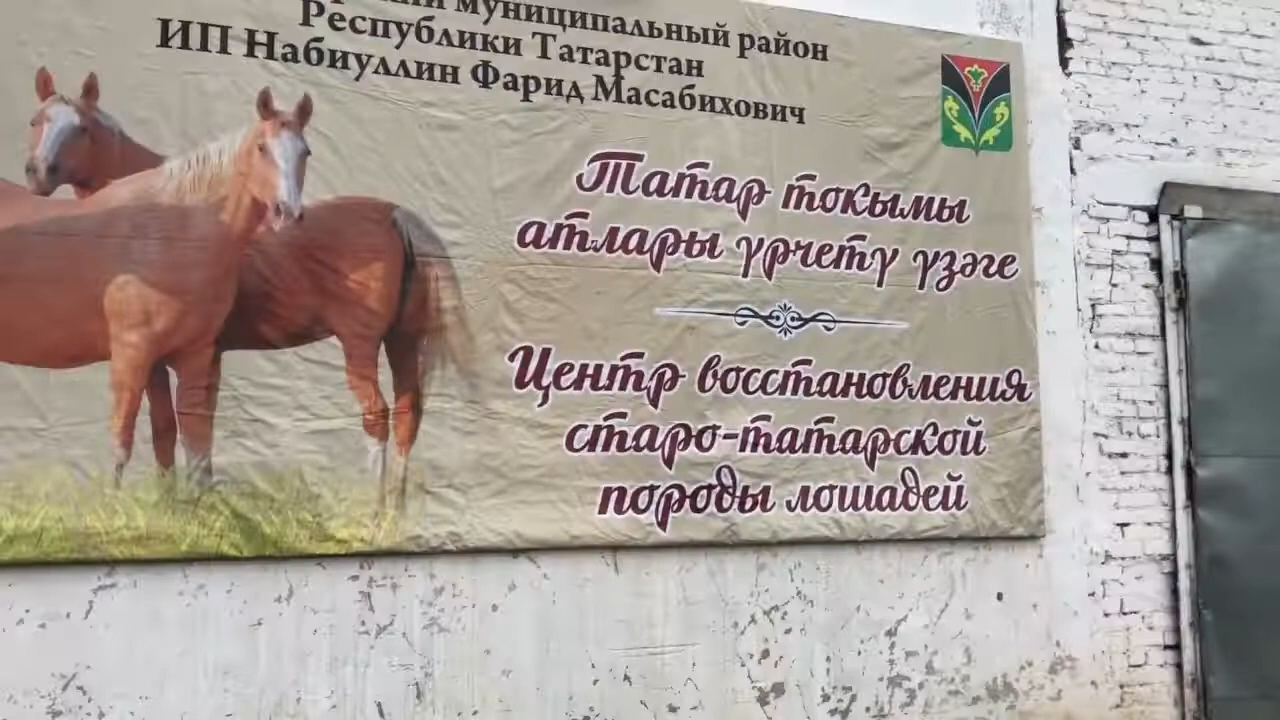 муниципальный район
Республики Татарстан
ИП Набиуллин Фарид Масабихович
Татар токымы
атлары үрчетү үзәге
Центр восстановления
старо-татарской
породы лошадей